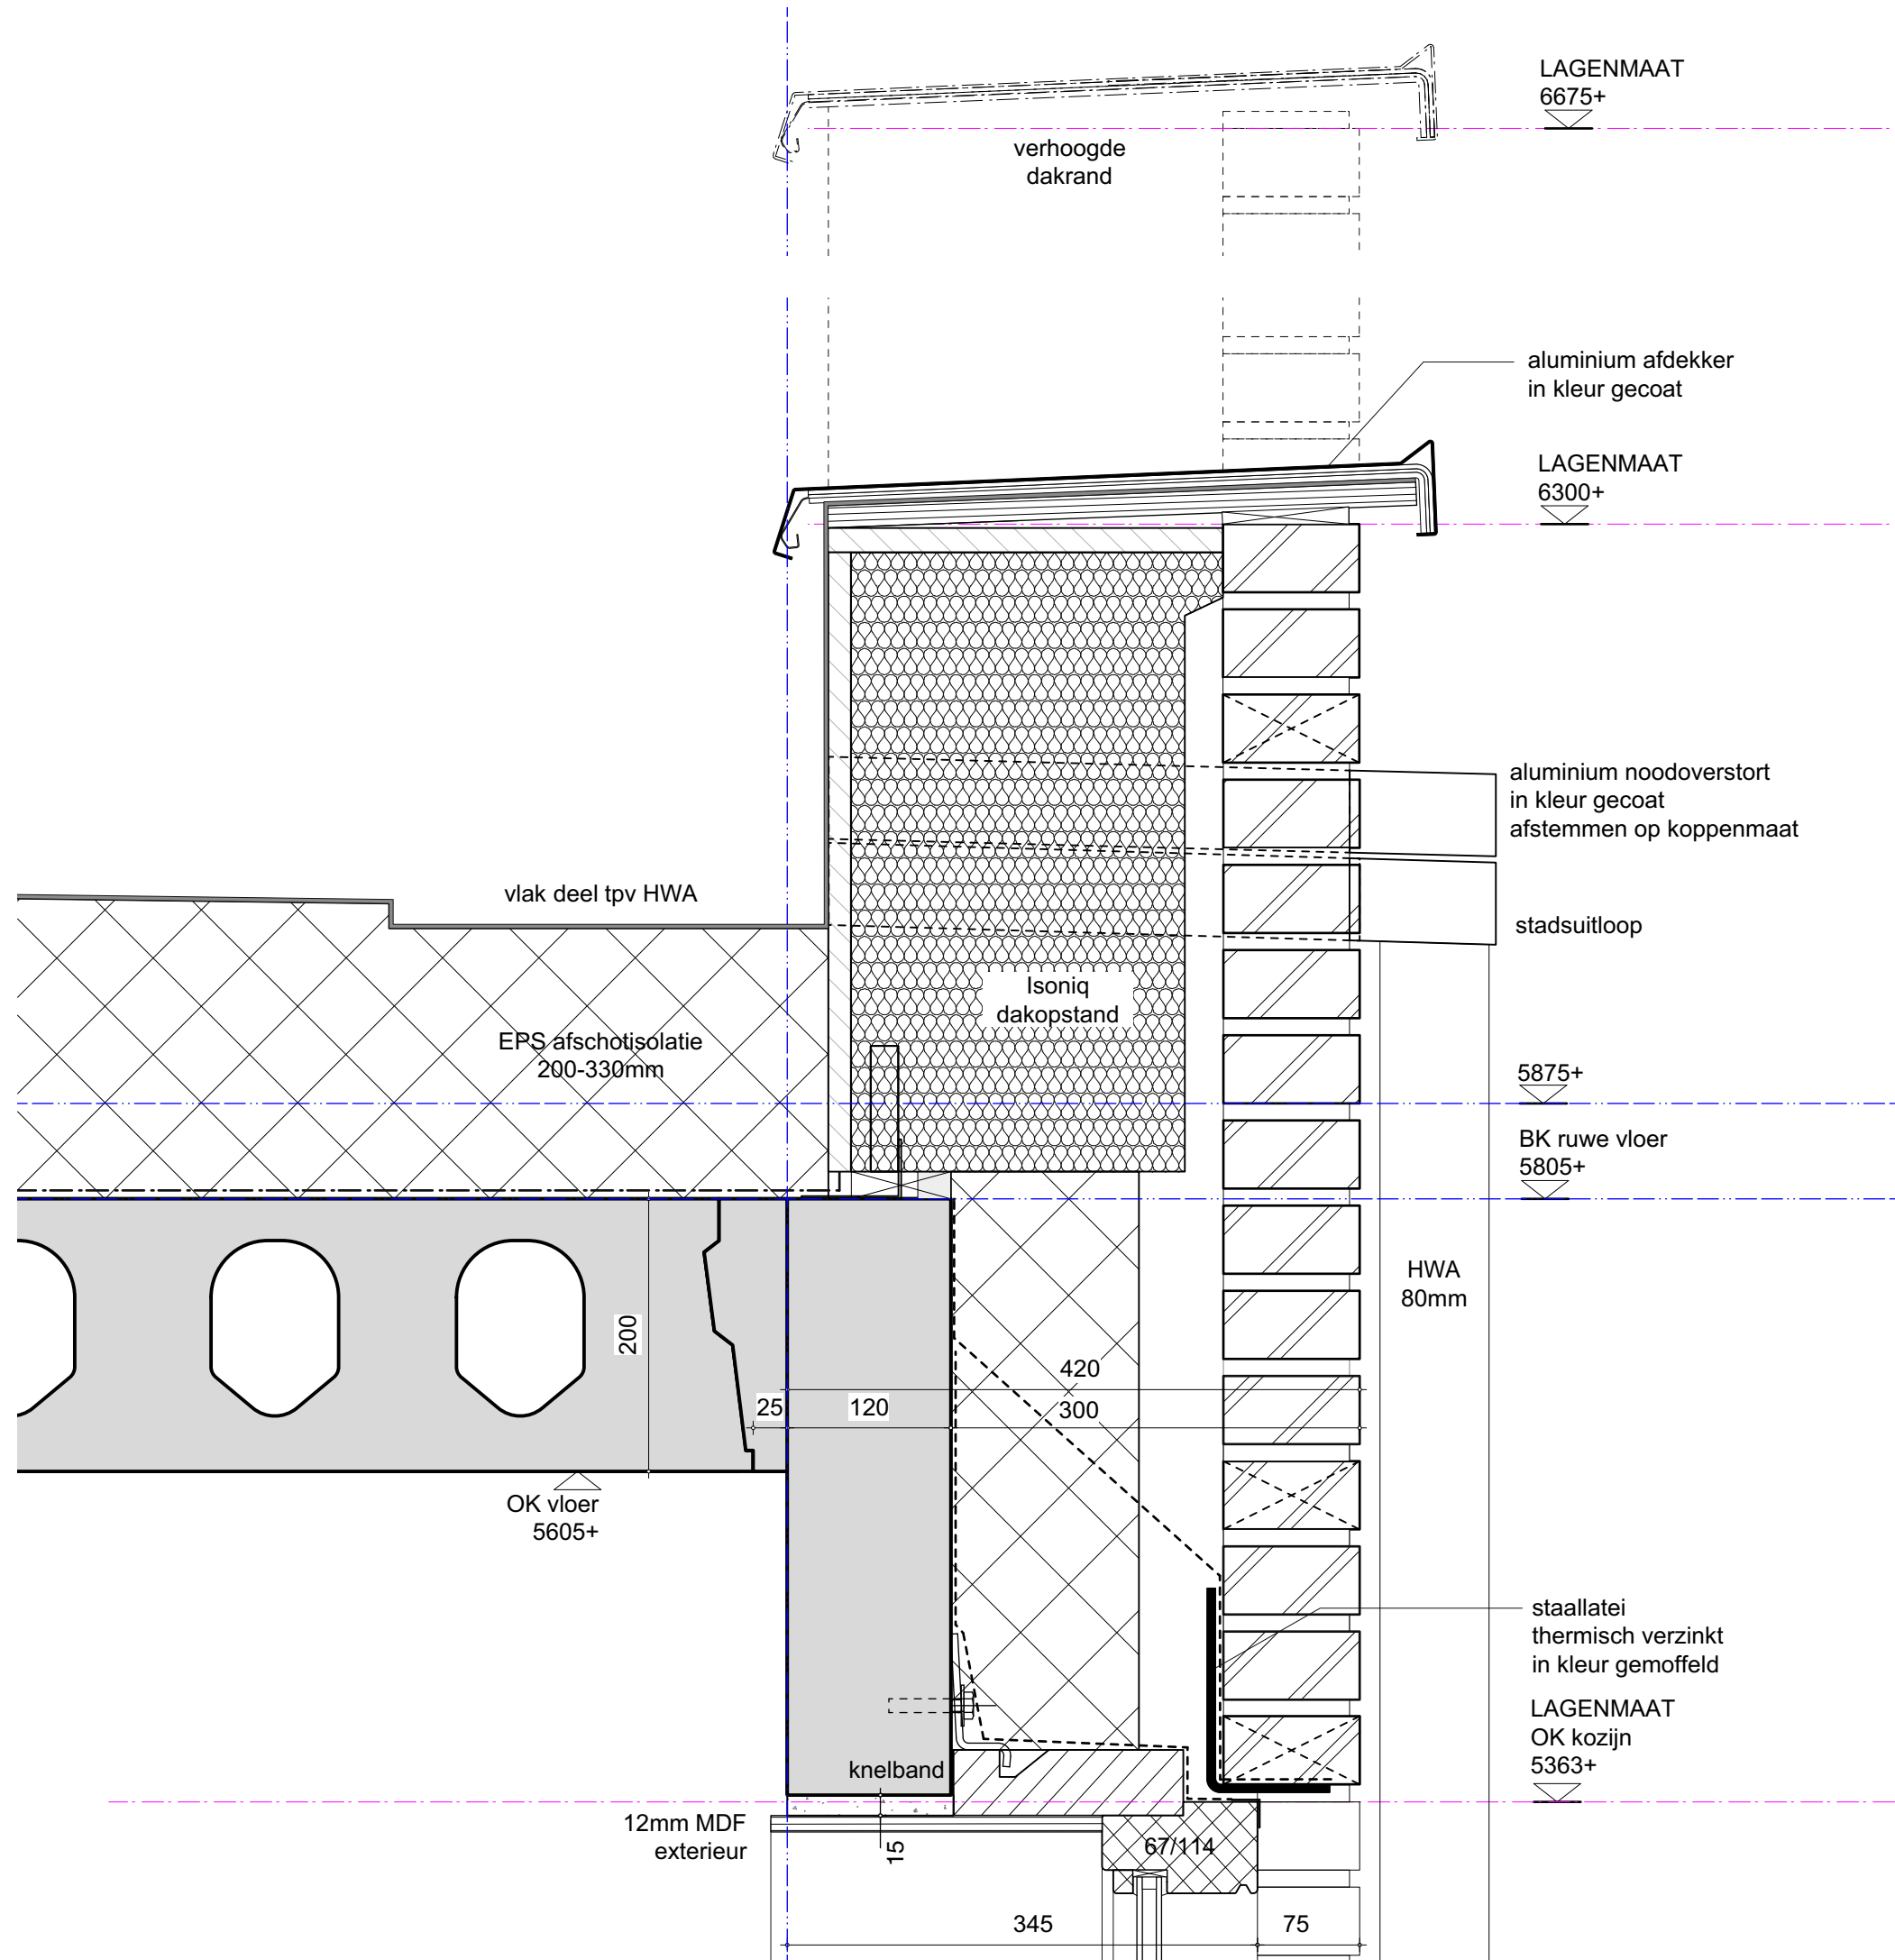 LAGENMAAT
6675+
verhoogde
dakrand
aluminium afdekker
in kleur gecoat
LAGENMAAT
6300+
aluminium noodoverstort
in kleur gecoat
afstemmen op koppenmaat
vlak deel tpv HWA
stadsuitloop
Isoniq
dakopstand
EPS afschotisolatie
200-330mm
5875+
BK ruwe vloer
5805+
HWA
80mm
200
420
25
120
300
OK vloer
5605+
staallatei
thermisch verzinkt
in kleur gemoffeld
LAGENMAAT
OK kozijn
5363+
knelband
12mm MDF
exterieur
15
67/114
345
75